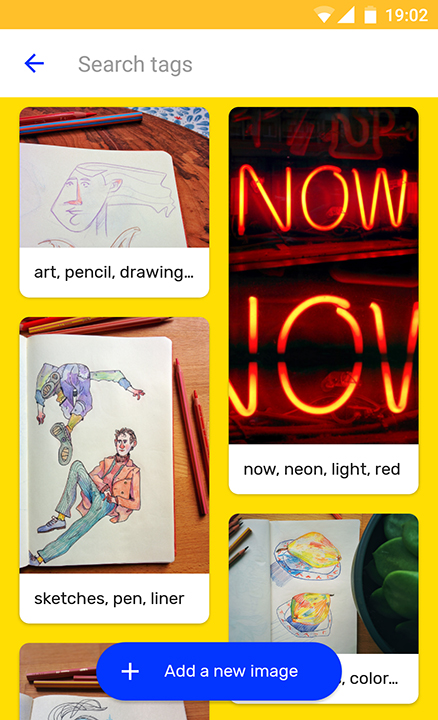 19:02
Search tags
art, pencil, drawing...
NOW
NOW
now, neon, light, red
sketches, pen, liner
, color...
+ Add a new image